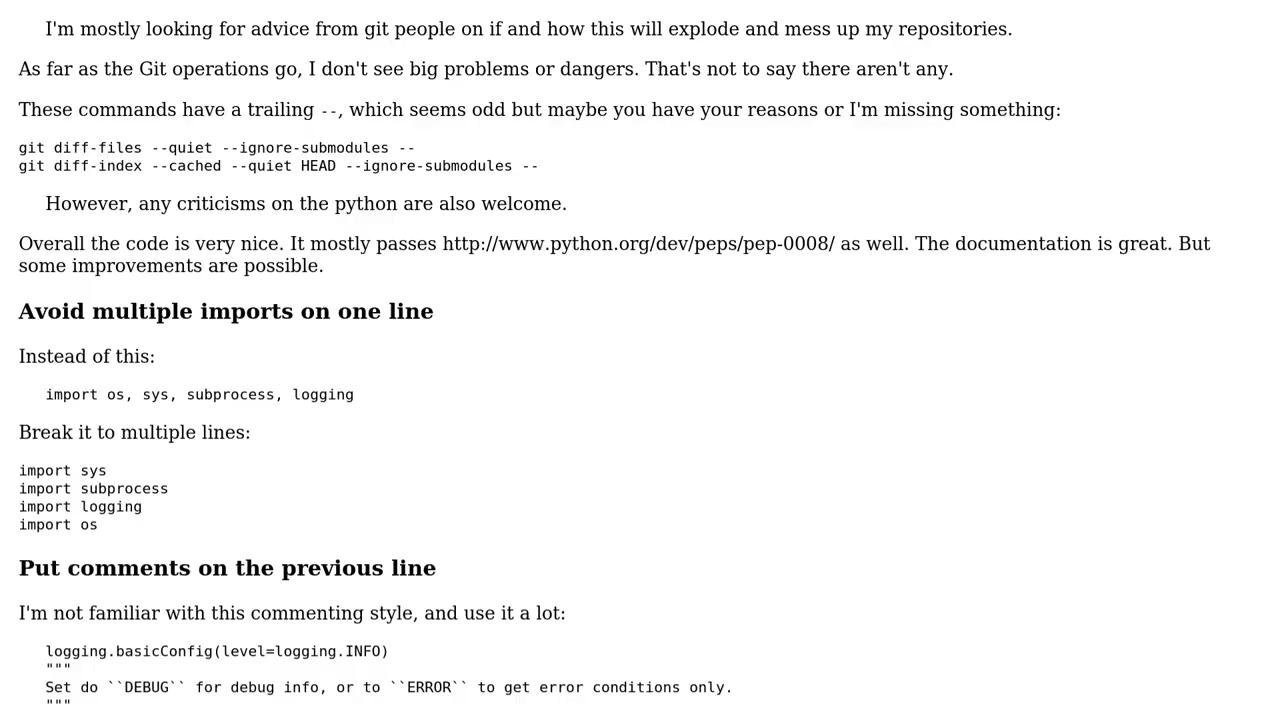 I'm mostly looking for advice from git people on if and how this will explode and mess up my repositories.
As far as the Git operations go, I don't see big problems or dangers. That's not to say there aren't any.
These commands have a trailing --, which seems odd but maybe you have your reasons or I'm missing something:
git diff-files --quiet --ignore-submodules --
git diff-index --cached --quiet HEAD --ignore-submodules --
However, any criticisms on the python are also welcome.
Overall the code is very nice. It mostly passes http://www.python.org/dev/peps/pep-0008/ as well. The documentation is great. But
some improvements are possible.
Avoid multiple imports on one line
Instead of this:
import os, sys, subprocess, logging
Break it to multiple lines:
import sys
import subprocess
import logging
import os
Put comments on the previous line
I'm not familiar with this commenting style, and use it a lot:
logging.basicConfig(level=logging.INFO)
"""
Set do ``DEBUG`` for debug info, or to ``ERROR`` to get error conditions only.
"""